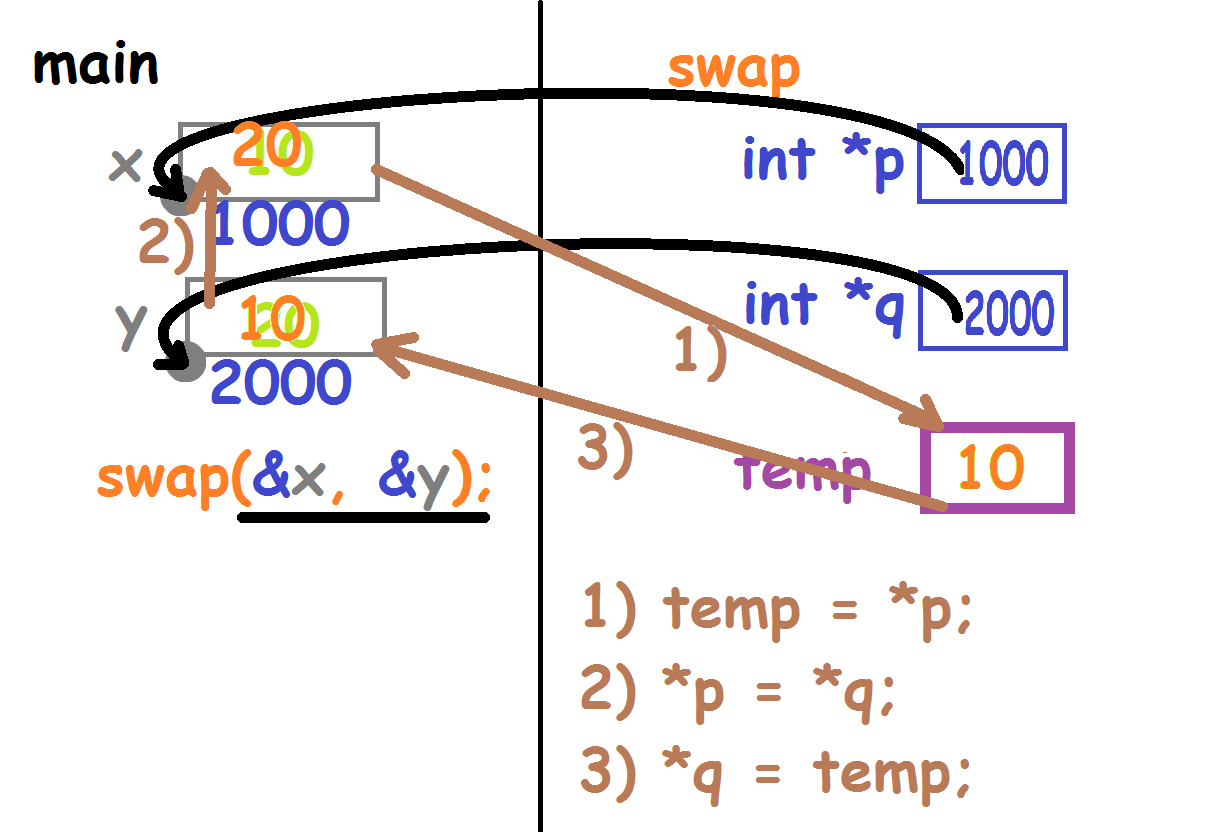 main
x
20
10
1000
2)
y
10
20
2000
swap(&x, &y);
swap
int *p 1000
int *q 2000
1)
3)
temp 10
1) temp = *p;
2) *p = *q;
3) *q = temp;